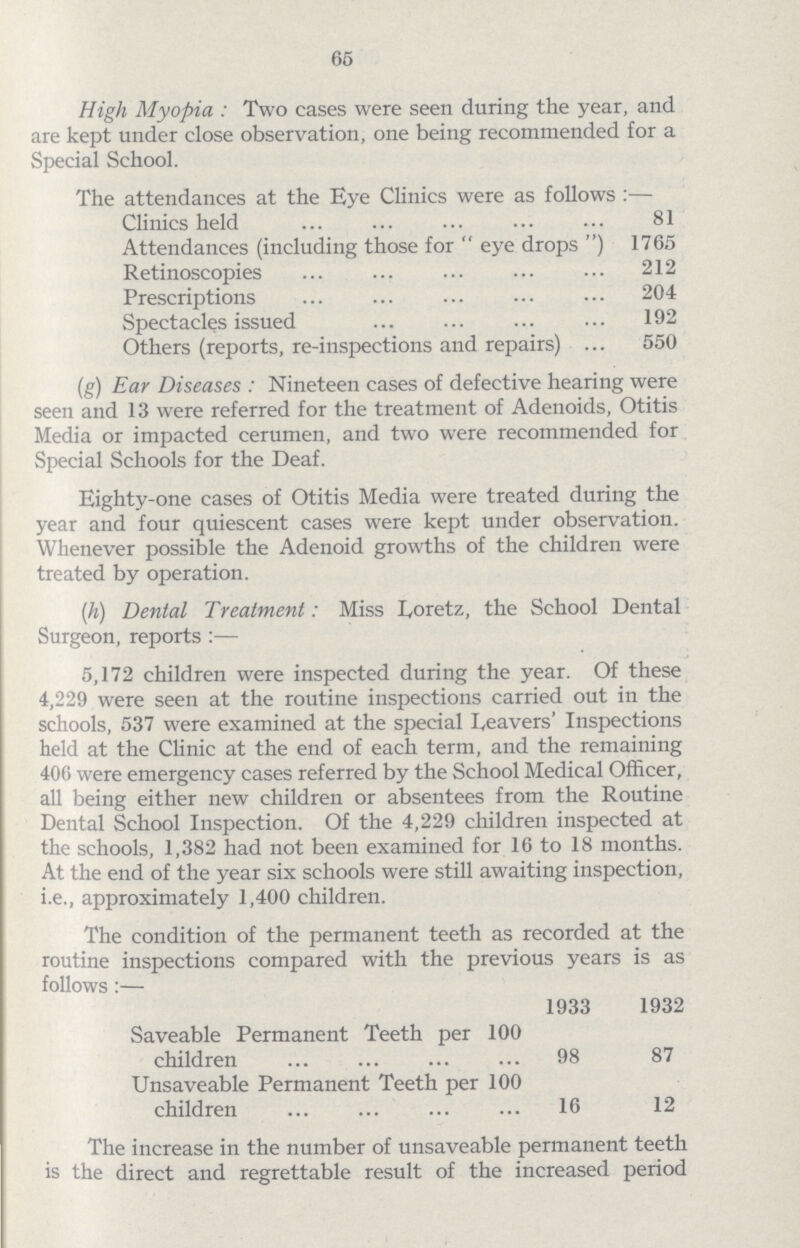 65
High Myopia : Two cases were seen during the year, and
are kept under close observation, one being recommended for a
Special School.
The attendances at the Eye Clinics were as follows :—
Clinics held ... ... ... ... ... 81
Attendances (including those for " eye drops ") 1765
Retinoscopies ... ... ... ... ... 212
Prescriptions ... ... ... ... ... 204
Spectacles issued ... ... ... ... 192
Others (reports, re-inspections and repairs) ... 550
(g) Ear Diseases : Nineteen cases of defective hearing were
seen and 13 were referred for the treatment of Adenoids, Otitis
Media or impacted cerumen, and two were recommended for
Special Schools for the Deaf.
Eighty-one cases of Otitis Media were treated during the
year and four quiescent cases were kept under observation.
Whenever possible the Adenoid growths of the children were
treated by operation.
(h) Dental Treatment : Miss Loretz, the School Dental
Surgeon, reports :—
5,172 children were inspected during the year. Of these
4,229 were seen at the routine inspections carried out in the
schools, 537 were examined at the special Leavers' Inspections
held at the Clinic at the end of each term, and the remaining
406 were emergency cases referred by the School Medical Officer,
all being either new children or absentees from the Routine
Dental School Inspection. Of the 4,229 children inspected at
the schools, 1,382 had not been examined for 16 to 18 months.
At the end of the year six schools were still awaiting inspection,
i.e., approximately 1,400 children.
The condition of the permanent teeth as recorded at the
routine inspections compared with the previous years is as
follows :—
1933 1932
Saveable Permanent Teeth per 100
children ... ... ... ... 98 87
Unsaveable Permanent Teeth per 100
children ... ... ... ... 16 12
The increase in the number of unsaveable permanent teeth
is the direct and regrettable result of the increased period